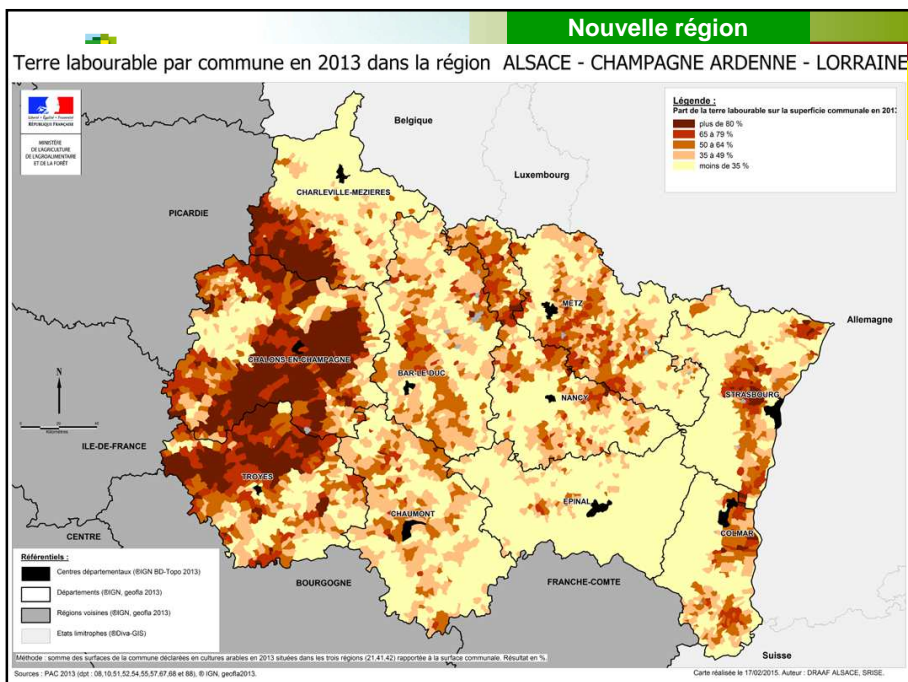 Nouvelle région
Terre labourable par commune en 2013 dans la région ALSACE - CHAMPAGNE ARDENNE - LORRAINE
Liberté • Égalité • Fraternité
RÉPUBLIQUE FRANÇAISE
MINISTÈRE
DE L'AGRICULTURE
DE L'AGROALIMENTAIRE
ET DE LA FORÊT
Légende :
Part de la terre labourable sur la superficie communale en 201
plus de 80 %
65 à 79 %
50 à 64 %
35 à 49 %
moins de 35 %
Belgique
Luxembourg
Allemagne
Suisse
PICARDIE
ILE-DE-FRANCE
CENTRE
BOURGOGNE
FRANCHE-COMTE
CHARLEVILLE-MEZIERES
METZ
CHALONS-EN-CHAMPAGNE
BAR-LE-DUC
NANCY
STRASBOURG
TROYES
CHAUMONT
EPINAL
COLMAR
N
Kilomètres
Référentiels :
Centres départementaux (®IGN BD-Topo 2013)
Départements (®IGN, geofla 2013)
Régions voisines (®IGN, geofla 2013)
Etats limitrophes (®Diva-GIS)
Méthode : somme des surfaces de la commune déclarées en cultures arables en 2013 situées dans les trois régions (21,41,42) rapportée à la surface communale. Résultat en %.
Sources : PAC 2013 (dpt : 08,10,51,52,54,55,57,67,68 et 88), ® IGN, geofla2013.
Carte réalisée le 17/02/2015. Auteur : DRAAF ALSACE, SRISE.